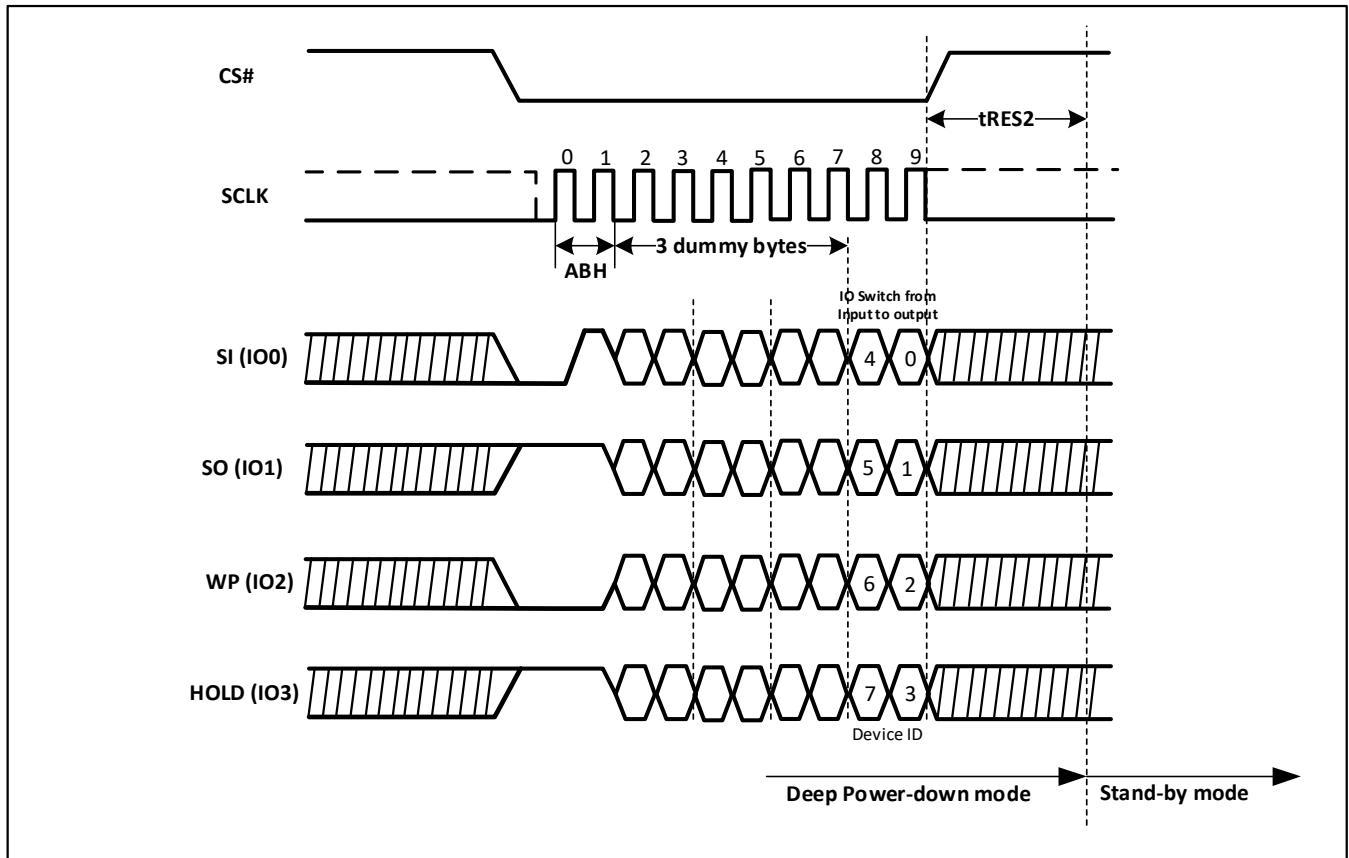 CS#
tRES2
0 1 2 3 4 5 6 7 8 9
SCLK
3 dummy bytes
ABH
IO Switch from
Input to output
SI (IO0)
4 0
SO (IO1)
5 1
WP (IO2)
6 2
HOLD (IO3)
7 3
Device ID
Deep Power-down mode
Stand-by mode